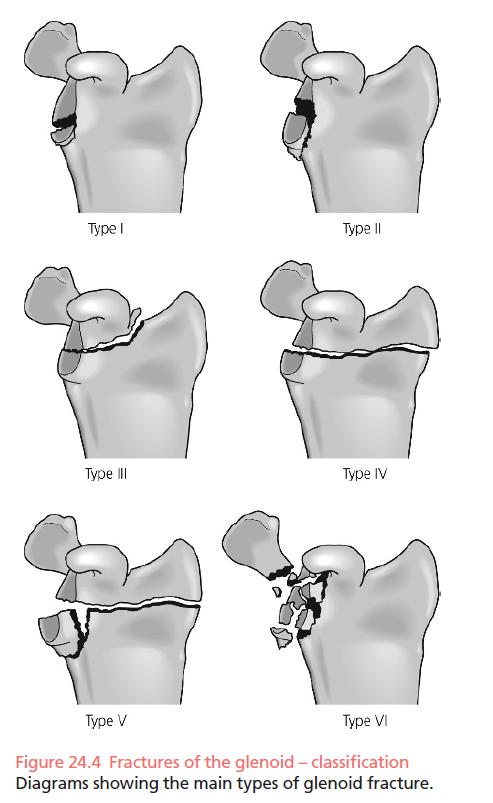 Type I
Type II
Type III
Type IV
Type V
Type VI
Figure 24.4 Fractures of the glenoid – classification
Diagrams showing the main types of glenoid fracture.